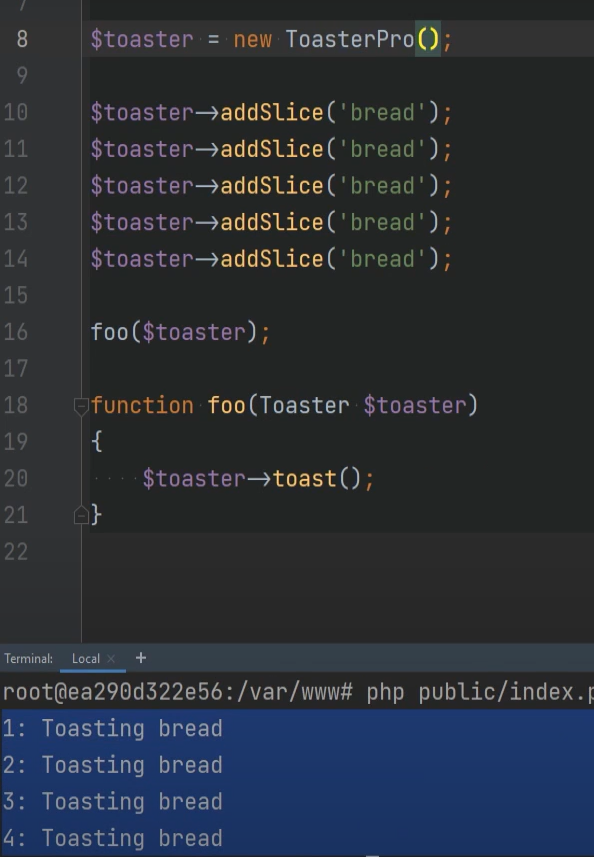 7
8 $toaster = new ToasterPro();
9
10 $toaster->addSlice('bread');
11 $toaster->addSlice('bread');
12 $toaster->addSlice('bread');
13 $toaster->addSlice('bread');
14 $toaster->addSlice('bread');
15
16 foo($toaster);
17
18 function foo(Toaster $toaster)
19 {
20 $toaster->toast();
21 }
22
Terminal: Local × +
root@ea290d322e56:/var/www# php public/index.p
1: Toasting bread
2: Toasting bread
3: Toasting bread
4: Toasting bread